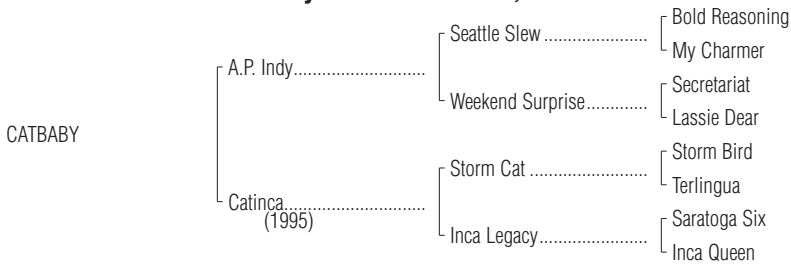 Bold Reasoning
Seattle Slew ......................
My Charmer
A.P. Indy............................
Secretariat
Weekend Surprise.............
Lassie Dear
CATBABY
Storm Bird
Storm Cat .........................
Terlingua
Catinca..............................
(1995)
Saratoga Six
Inca Legacy.......................
Inca Queen